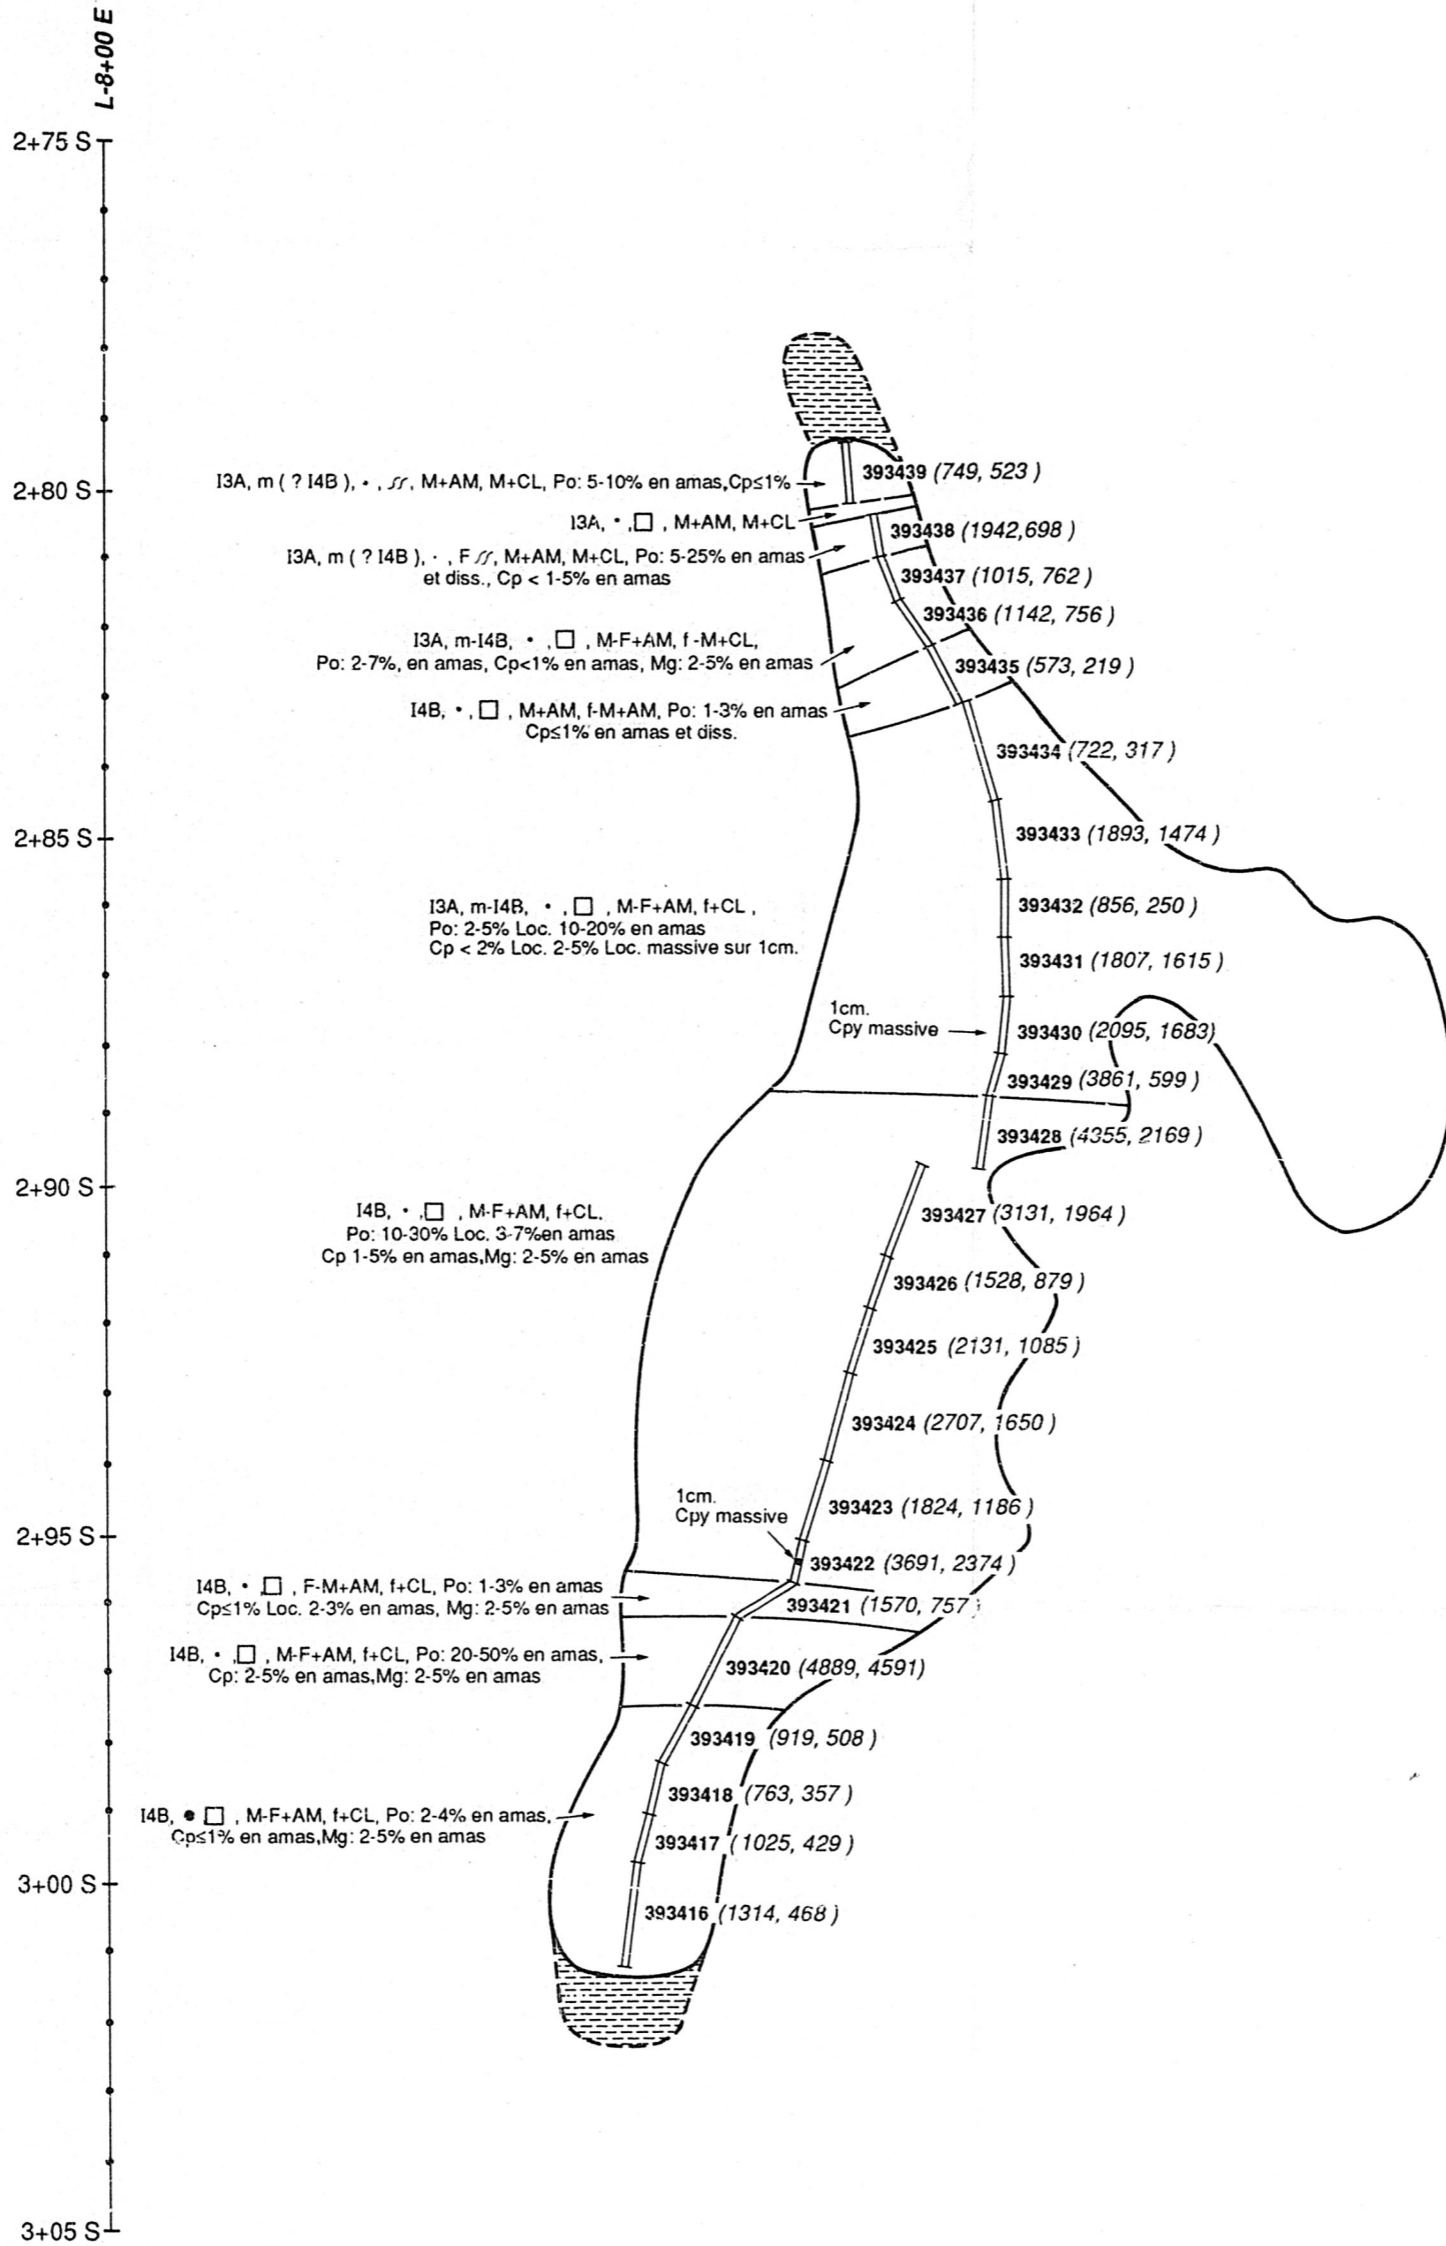 L-8+00 E
2+75 S
2+80 S
2+85 S
2+90 S
2+95 S
3+00 S
3+05 S
I3A, m ( ? I4B ), • , ∬, M+AM, M+CL, Po: 5-10% en amas,Cp≤1%
I3A, • ,□ , M+AM, M+CL
I3A, m ( ? I4B ), · , F ∬, M+AM, M+CL, Po: 5-25% en amas
et diss., Cp < 1-5% en amas
I3A, m-I4B, • ,□ , M-F+AM, f -M+CL,
Po: 2-7%, en amas, Cp<1% en amas, Mg: 2-5% en amas
I4B, • ,□ , M+AM, f-M+AM, Po: 1-3% en amas
Cp≤1% en amas et diss.
I3A, m-I4B, • ,□ , M-F+AM, f+CL ,
Po: 2-5% Loc. 10-20% en amas
Cp < 2% Loc. 2-5% Loc. massive sur 1cm.
1cm.
Cpy massive
I4B, • ,□ , M-F+AM, f+CL.
Po: 10-30% Loc. 3-7%en amas
Cp 1-5% en amas,Mg: 2-5% en amas
1cm.
Cpy massive
I4B, • □ , F-M+AM, f+CL, Po: 1-3% en amas
Cp≤1% Loc. 2-3% en amas, Mg: 2-5% en amas
I4B, • ,□ , M-F+AM, f+CL, Po: 20-50% en amas,
Cp: 2-5% en amas,Mg: 2-5% en amas
I4B, ● □ , M-F+AM, f+CL, Po: 2-4% en amas,
Cp≤1% en amas,Mg: 2-5% en amas
393439 (749, 523 )
393438 (1942,698 )
393437 (1015, 762 )
393436 (1142, 756 )
393435 (573, 219 )
393434 (722, 317 )
393433 (1893, 1474 )
393432 (856, 250 )
393431 (1807, 1615 )
393430 (2095, 1683)
393429 (3861, 599 )
393428 (4355, 2169 )
393427 (3131, 1964 )
393426 (1528, 879 )
393425 (2131, 1085 )
393424 (2707, 1650 )
393423 (1824, 1186 )
393422 (3691, 2374 )
393421 (1570, 757 )
393420 (4889, 4591)
393419 (919, 508 )
393418 (763, 357 )
393417 (1025, 429 )
393416 (1314, 468 )